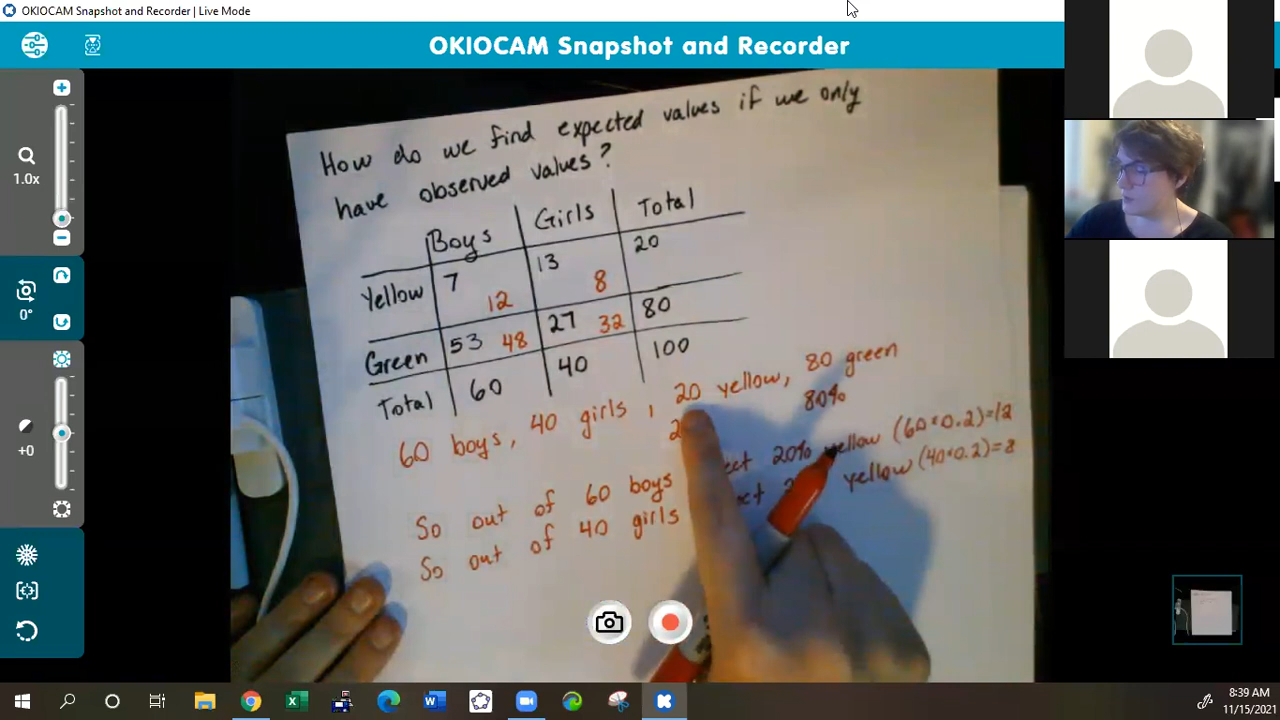 OKIOCAM Snapshot and Recorder | Live Mode
OKIOCAM Snapshot and Recorder
1.0x
0°
+0
How do we find expected values if we only
have observed values?
Boys Girls Total
Yellow 7 12 13 8 20
Green 53 48 27 32 80
Total 60 40 100
60 boys, 40 girls, 20 yellow, 80 green
80%
So out of 60 boys 20% yellow (60*0.2)=12
So out of 40 girls yellow (40*0.2)=8
8:39 AM
11/15/2021